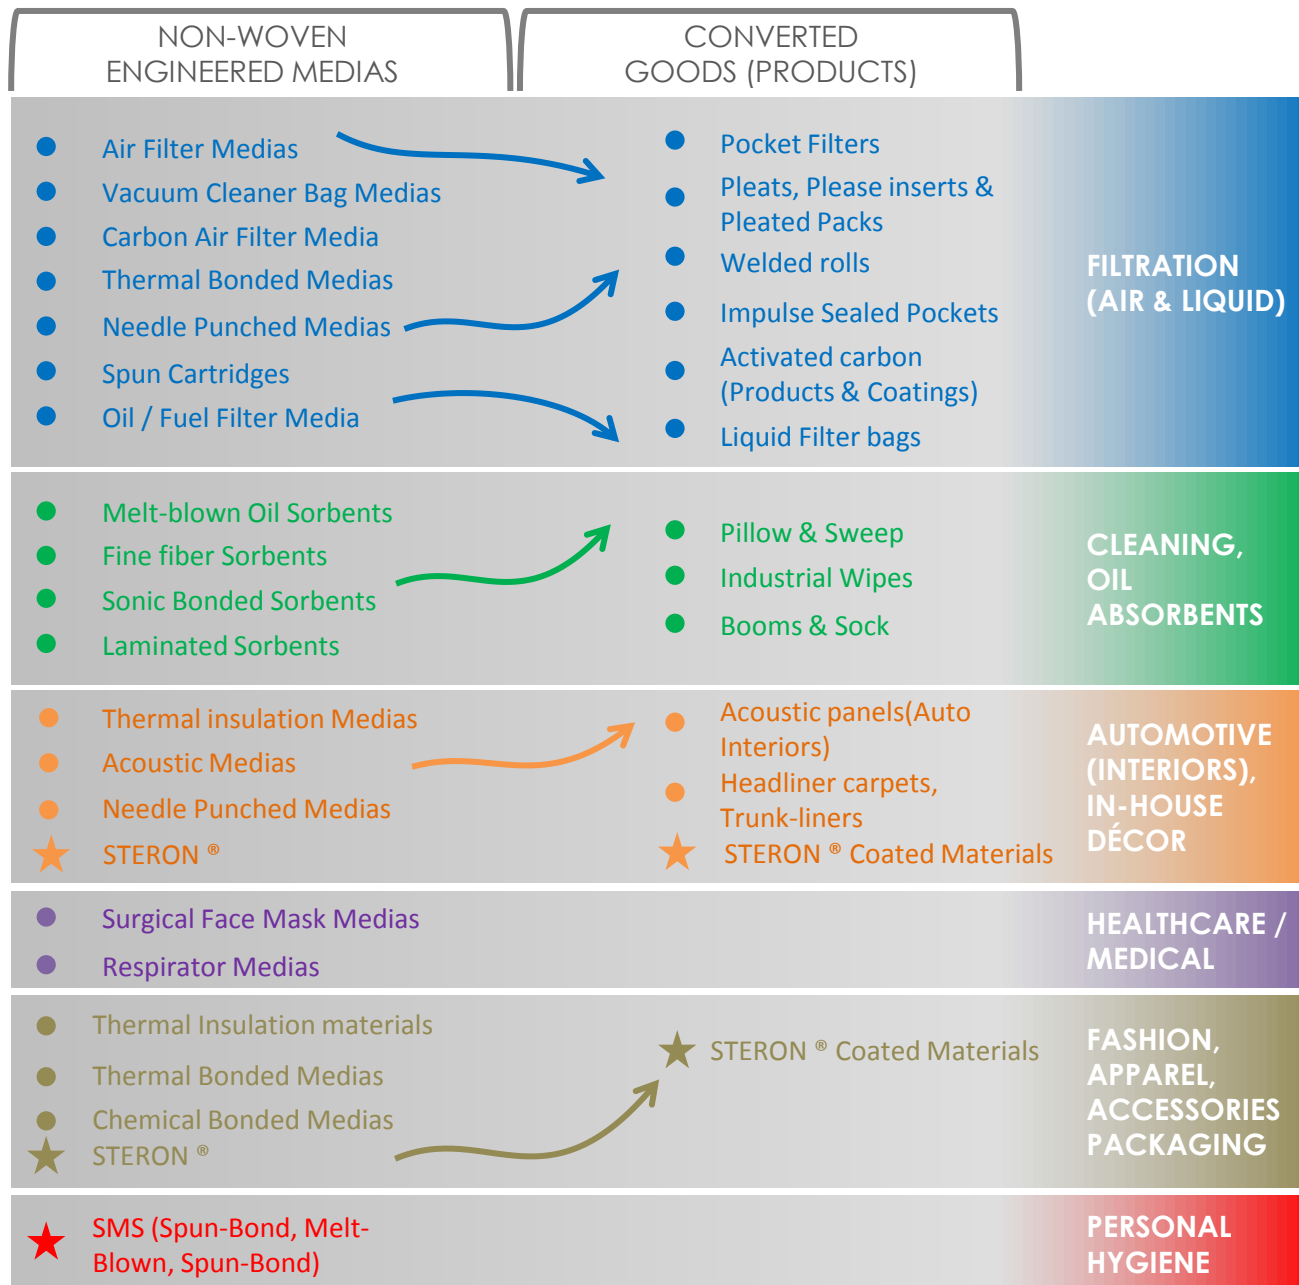 NON-WOVEN
ENGINEERED MEDIAS
CONVERTED
GOODS (PRODUCTS)
Air Filter Medias
Vacuum Cleaner Bag Medias
Carbon Air Filter Media
Thermal Bonded Medias
Needle Punched Medias
Spun Cartridges
Oil / Fuel Filter Media
Pocket Filters
Pleats, Please inserts &
Pleated Packs
Welded rolls
Impulse Sealed Pockets
Activated carbon
(Products & Coatings)
Liquid Filter bags
FILTRATION
(AIR & LIQUID)
Melt-blown Oil Sorbents
Fine fiber Sorbents
Sonic Bonded Sorbents
Laminated Sorbents
Pillow & Sweep
Industrial Wipes
Booms & Sock
CLEANING,
OIL
ABSORBENTS
Thermal insulation Medias
Acoustic Medias
Needle Punched Medias
STERON ®
Acoustic panels(Auto
Interiors)
Headliner carpets,
Trunk-liners
STERON ® Coated Materials
AUTOMOTIVE
(INTERIORS),
IN-HOUSE
DÉCOR
Surgical Face Mask Medias
Respirator Medias
HEALTHCARE /
MEDICAL
Thermal Insulation materials
Thermal Bonded Medias
Chemical Bonded Medias
STERON ®
STERON ® Coated Materials
FASHION,
APPAREL,
ACCESSORIES
PACKAGING
SMS (Spun-Bond, Melt-
Blown, Spun-Bond)
PERSONAL
HYGIENE